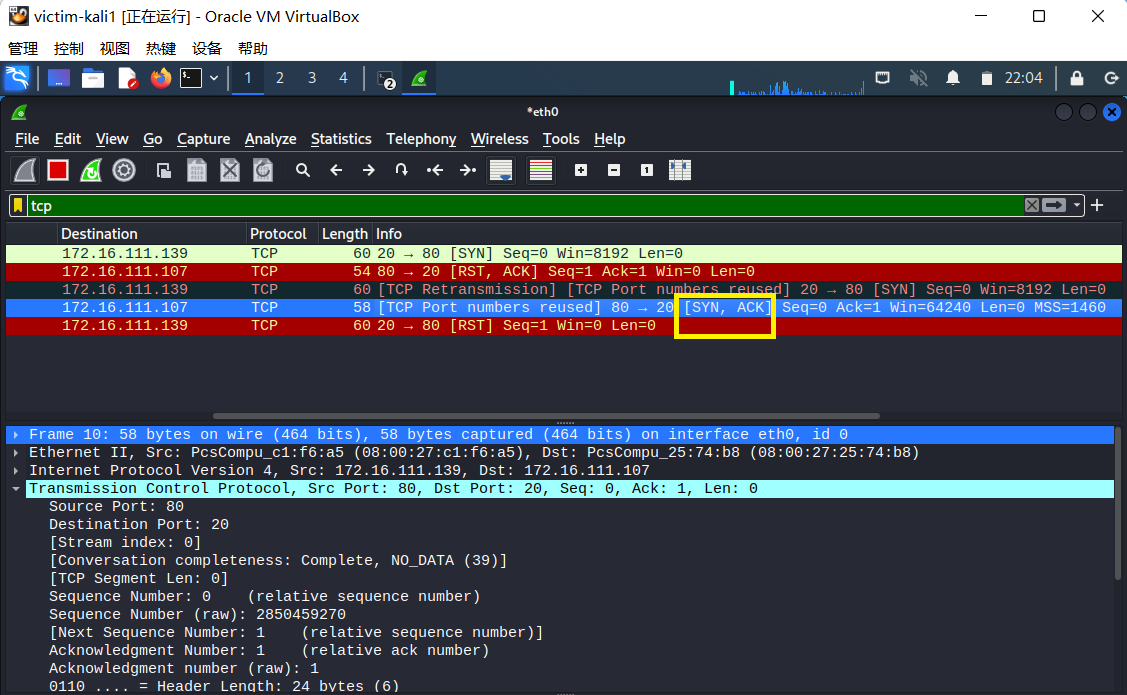 victim-kali1 [正在运行] - Oracle VM VirtualBox
管理 控制 视图 热键 设备 帮助
1 2 3 4 2 22:04
*eth0
File Edit View Go Capture Analyze Statistics Telephony Wireless Tools Help
tcp
Destination Protocol Length Info
172.16.111.139 TCP 60 20 → 80 [SYN] Seq=0 Win=8192 Len=0
172.16.111.107 TCP 54 80 → 20 [RST, ACK] Seq=1 Ack=1 Win=0 Len=0
172.16.111.139 TCP 60 [TCP Retransmission] [TCP Port numbers reused] 20 → 80 [SYN] Seq=0 Win=8192 Len=0
172.16.111.107 TCP 58 [TCP Port numbers reused] 80 → 20 [SYN, ACK] Seq=0 Ack=1 Win=64240 Len=0 MSS=1460
172.16.111.139 TCP 60 20 → 80 [RST] Seq=1 Win=0 Len=0
Frame 10: 58 bytes on wire (464 bits), 58 bytes captured (464 bits) on interface eth0, id 0
Ethernet II, Src: PcsCompu_c1:f6:a5 (08:00:27:c1:f6:a5), Dst: PcsCompu_25:74:b8 (08:00:27:25:74:b8)
Internet Protocol Version 4, Src: 172.16.111.139, Dst: 172.16.111.107
Transmission Control Protocol, Src Port: 80, Dst Port: 20, Seq: 0, Ack: 1, Len: 0
Source Port: 80
Destination Port: 20
[Stream index: 0]
[Conversation completeness: Complete, NO_DATA (39)]
[TCP Segment Len: 0]
Sequence Number: 0 (relative sequence number)
Sequence Number (raw): 2850459270
[Next Sequence Number: 1 (relative sequence number)]
Acknowledgment Number: 1 (relative ack number)
Acknowledgment number (raw): 1
0110 .... = Header Length: 24 bytes (6)